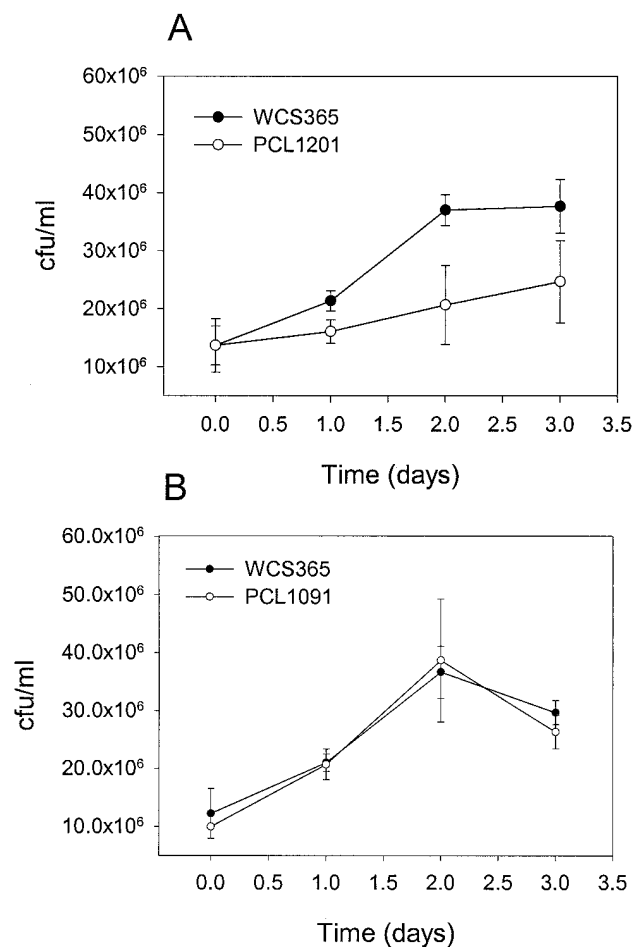 A
60x10⁶
50x10⁶
40x10⁶
30x10⁶
20x10⁶
10x10⁶
cfu/ml
WCS365
PCL1201
0.0 0.5 1.0 1.5 2.0 2.5 3.0 3.5
Time (days)
B
60.0x10⁶
50.0x10⁶
40.0x10⁶
30.0x10⁶
20.0x10⁶
10.0x10⁶
cfu/ml
WCS365
PCL1091
0.0 0.5 1.0 1.5 2.0 2.5 3.0 3.5
Time (days)